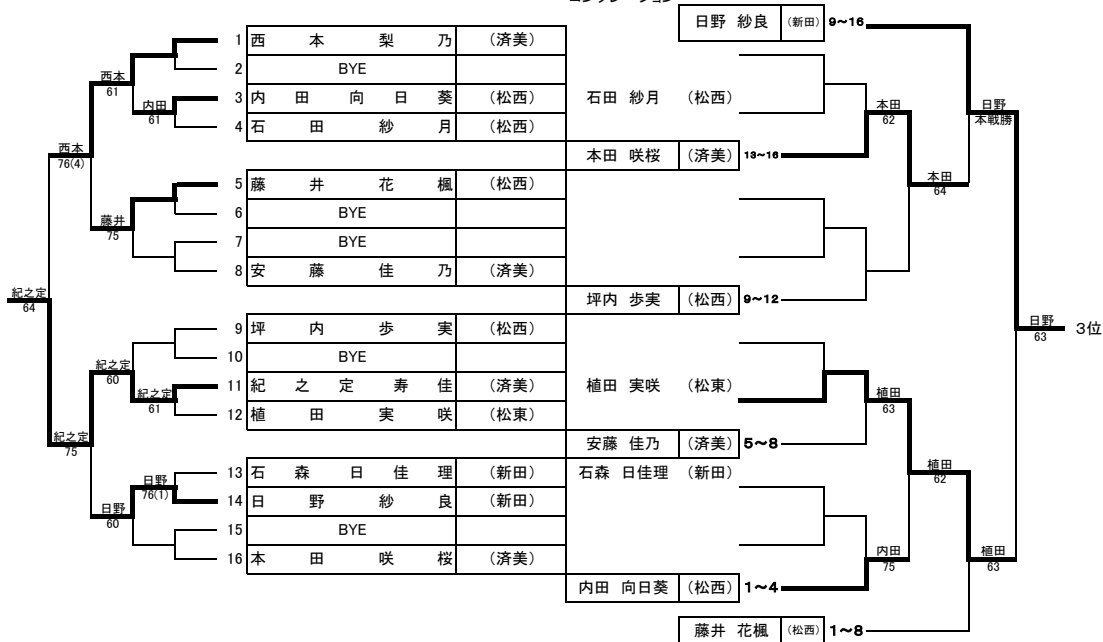 コンソレーション
日野 紗良 (新田) 9~16
1 西本梨乃 (済美)
2 BYE
3 内田向日葵 (松西)
4 石田紗月 (松西)
5 藤井花楓 (松西)
6 BYE
7 BYE
8 安藤佳乃 (済美)
9 坪内歩実 (松西)
10 BYE
11 紀之定寿佳 (済美)
12 植田実咲 (松東)
13 石森日佳理 (新田)
14 日野紗良 (新田)
15 BYE
16 本田咲桜 (済美)
西本
61
内田
61
西本
76(4)
藤井
75
紀之定
64
紀之定
60
紀之定
61
紀之定
75
日野
76(1)
日野
60
石田 紗月 (松西)
本田 咲桜 (済美) 13~16
坪内 歩実 (松西) 9~12
植田 実咲 (松東)
安藤 佳乃 (済美) 5~8
石森 日佳理 (新田)
内田 向日葵 (松西) 1~4
藤井 花楓 (松西) 1~8
本田
62
日野
本戦勝
本田
64
日野
63
3位
植田
63
植田
62
内田
75
植田
63